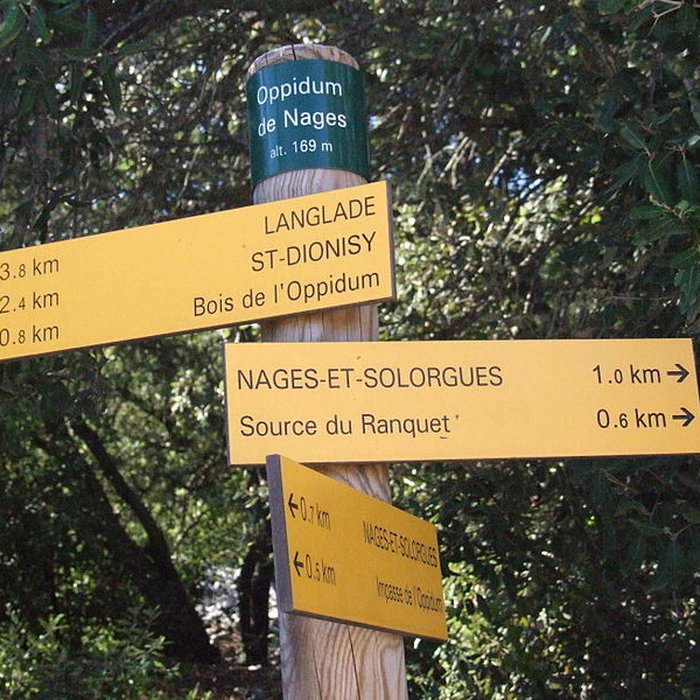 Oppidum
de Nages
alt. 169 m
LANGLADE
3.8 km ST-DIONISY
2.4 km Bois de l'Oppidum
0.8 km
NAGES-ET-SOLORGUES 1.0 km →
Source du Ranquet 0.6 km →
← 0.7 km NAGES-ET-SOLORGUES
← 0.5 km Impasse de l'Oppidum